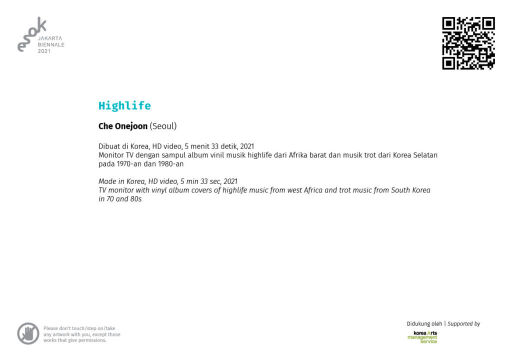 esok
JAKARTA
BIENNALE
2021
Highlife
Che Onejoon (Seoul)
Dibuat di Korea, HD video, 5 menit 33 detik, 2021
Monitor TV dengan sampul album vinil musik highlife dari Afrika barat dan musik trot dari Korea Selatan
pada 1970-an dan 1980-an
Made in Korea, HD video, 5 min 33 sec, 2021
TV monitor with vinyl album covers of highlife music from west Africa and trot music from South Korea
in 70 and 80s
Please don't touch/step on/take
any artwork with you, except those
works that give permissions.
Didukung oleh | Supported by
korea arts
management
service